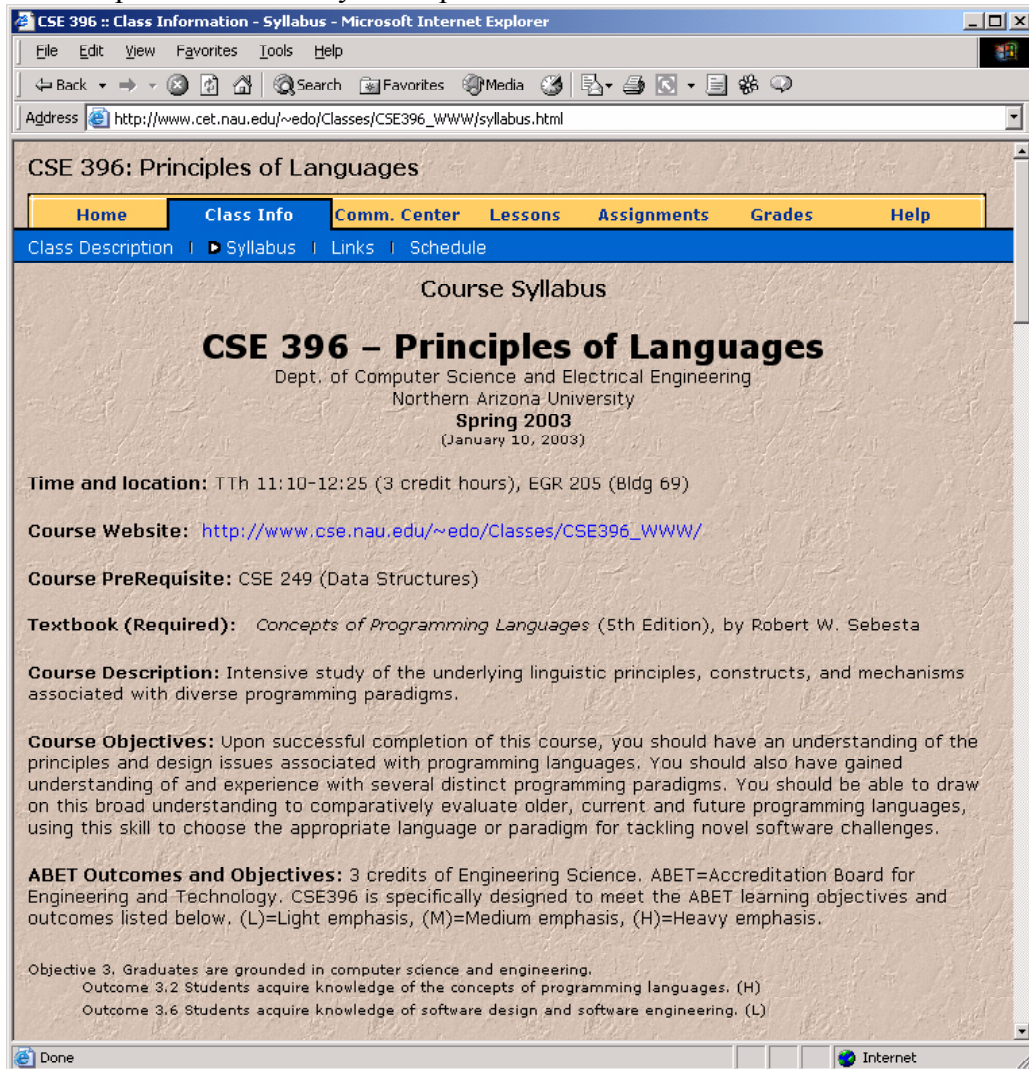 CSE 396 :: Class Information - Syllabus - Microsoft Internet Explorer
File Edit View Favorites Tools Help
Back Search Favorites Media
Address http://www.cet.nau.edu/~edo/Classes/CSE396_WWW/syllabus.html
CSE 396: Principles of Languages
Home Class Info Comm. Center Lessons Assignments Grades Help
Class Description | Syllabus | Links | Schedule
Course Syllabus
CSE 396 – Principles of Languages
Dept. of Computer Science and Electrical Engineering
Northern Arizona University
Spring 2003
(January 10, 2003)
Time and location: TTh 11:10-12:25 (3 credit hours), EGR 205 (Bldg 69)
Course Website: http://www.cse.nau.edu/~edo/Classes/CSE396_WWW/
Course PreRequisite: CSE 249 (Data Structures)
Textbook (Required): Concepts of Programming Languages (5th Edition), by Robert W. Sebesta
Course Description: Intensive study of the underlying linguistic principles, constructs, and mechanisms
associated with diverse programming paradigms.
Course Objectives: Upon successful completion of this course, you should have an understanding of the
principles and design issues associated with programming languages. You should also have gained
understanding of and experience with several distinct programming paradigms. You should be able to draw
on this broad understanding to comparatively evaluate older, current and future programming languages,
using this skill to choose the appropriate language or paradigm for tackling novel software challenges.
ABET Outcomes and Objectives: 3 credits of Engineering Science. ABET=Accreditation Board for
Engineering and Technology. CSE396 is specifically designed to meet the ABET learning objectives and
outcomes listed below. (L)=Light emphasis, (M)=Medium emphasis, (H)=Heavy emphasis.
Objective 3. Graduates are grounded in computer science and engineering.
Outcome 3.2 Students acquire knowledge of the concepts of programming languages. (H)
Outcome 3.6 Students acquire knowledge of software design and software engineering. (L)
Done Internet